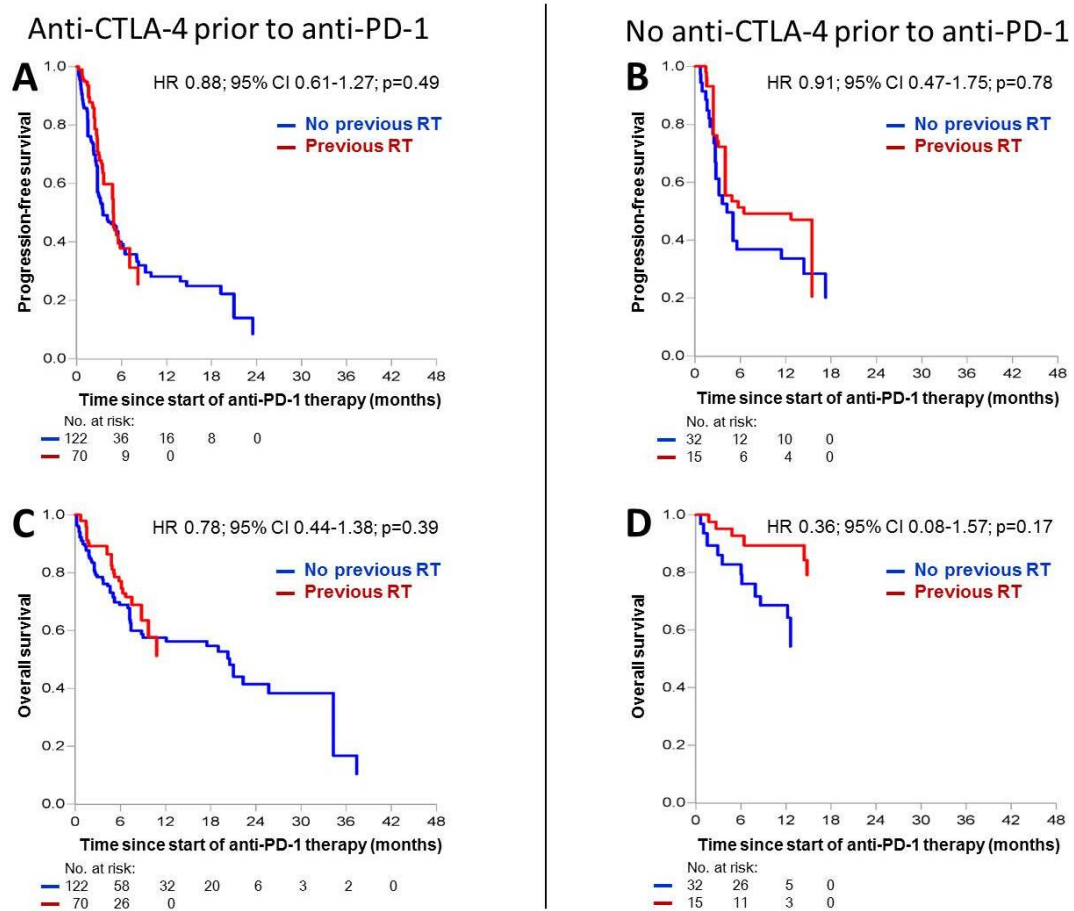 Anti-CTLA-4 prior to anti-PD-1
No anti-CTLA-4 prior to anti-PD-1
A
HR 0.88; 95% CI 0.61-1.27; p=0.49
No previous RT
Previous RT
Progression-free survival
1.0
0.8
0.6
0.4
0.2
0.0
0 6 12 18 24 30 36 42 48
Time since start of anti-PD-1 therapy (months)
No. at risk:
122 36 16 8 0
70 9 0
B
HR 0.91; 95% CI 0.47-1.75; p=0.78
No previous RT
Previous RT
Progression-free survival
1.0
0.8
0.6
0.4
0.2
0.0
0 6 12 18 24 30 36 42 48
Time since start of anti-PD-1 therapy (months)
No. at risk:
32 12 10 0
15 6 4 0
C
HR 0.78; 95% CI 0.44-1.38; p=0.39
No previous RT
Previous RT
Overall survival
1.0
0.8
0.6
0.4
0.2
0.0
0 6 12 18 24 30 36 42 48
Time since start of anti-PD-1 therapy (months)
No. at risk:
122 58 32 20 6 3 2 0
70 26 0
D
HR 0.36; 95% CI 0.08-1.57; p=0.17
No previous RT
Previous RT
Overall survival
1.0
0.8
0.6
0.4
0.2
0.0
0 6 12 18 24 30 36 42 48
Time since start of anti-PD-1 therapy (months)
No. at risk:
32 26 5 0
15 11 3 0